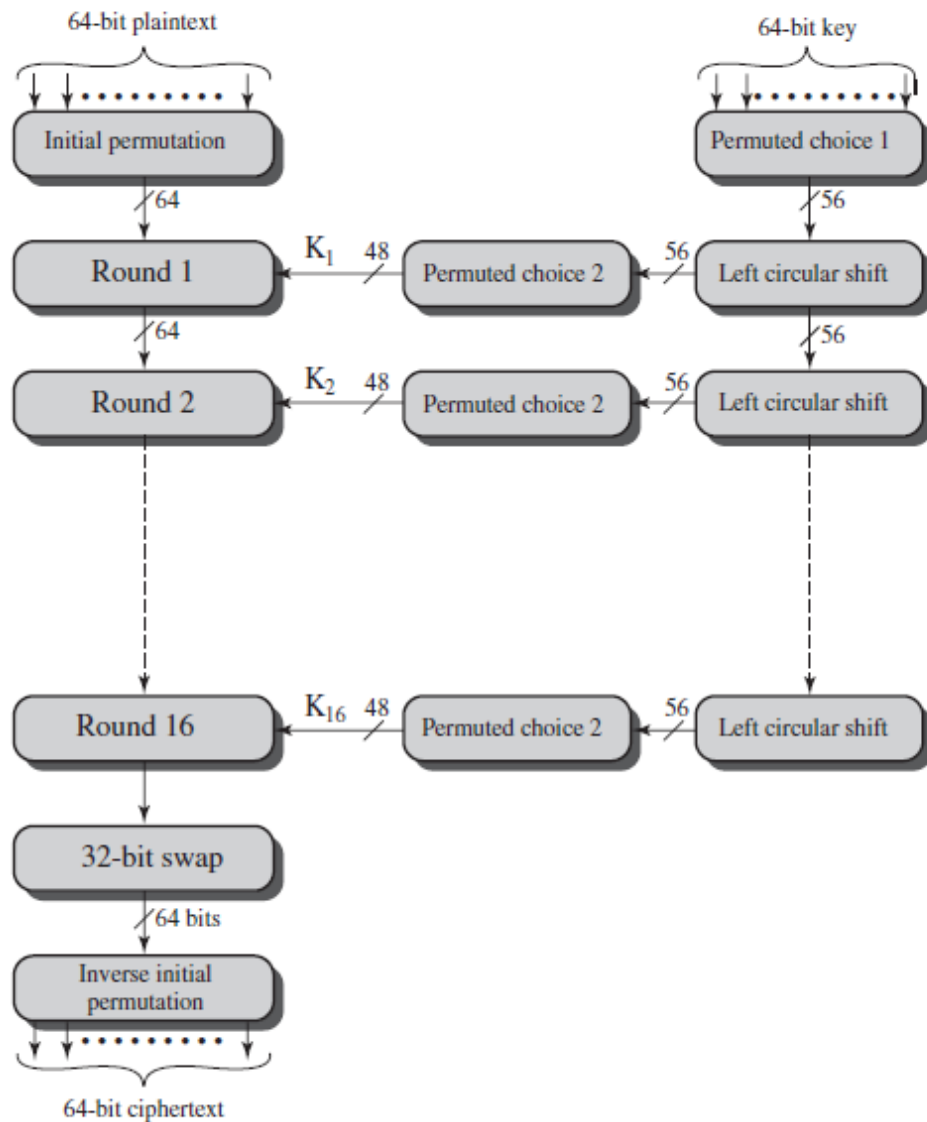 64-bit plaintext
64-bit key
Initial permutation
Permuted choice 1
64
56
Round 1
K1
48
Permuted choice 2
56
Left circular shift
64
56
Round 2
K2
48
Permuted choice 2
56
Left circular shift
Round 16
K16
48
Permuted choice 2
56
Left circular shift
32-bit swap
64 bits
Inverse initial
permutation
64-bit ciphertext